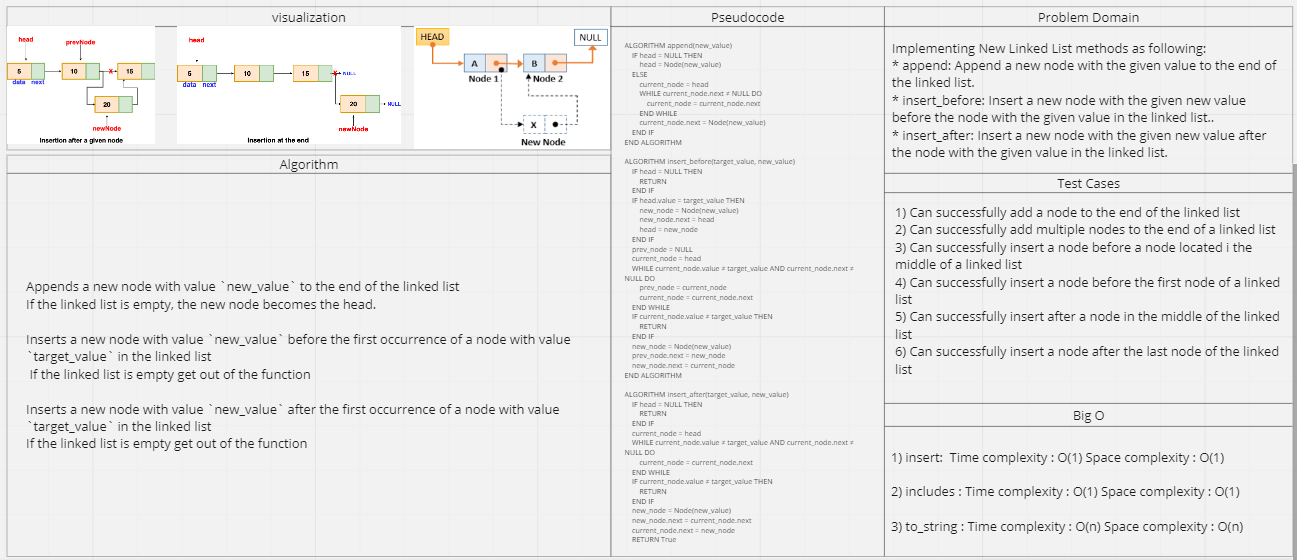 visualization
head
prevNode
5
10
15
data next
20
newNode
Insertion after a given node
head
5
10
15
NULL
data next
20
NULL
newNode
Insertion at the end
HEAD
NULL
A
B
Node 1
Node 2
X
New Node
Algorithm
Appends a new node with value `new_value` to the end of the linked list
If the linked list is empty, the new node becomes the head.
Inserts a new node with value `new_value` before the first occurrence of a node with value
`target_value` in the linked list
If the linked list is empty get out of the function
Inserts a new node with value `new_value` after the first occurrence of a node with value
`target_value` in the linked list
If the linked list is empty get out of the function
Pseudocode
ALGORITHM append(new_value)
IF head = NULL THEN
head = Node(new_value)
ELSE
current_node = head
WHILE current_node.next ≠ NULL DO
current_node = current_node.next
END WHILE
current_node.next = Node(new_value)
END IF
END ALGORITHM
ALGORITHM insert_before(target_value, new_value)
IF head = NULL THEN
RETURN
END IF
IF head.value = target_value THEN
new_node = Node(new_value)
new_node.next = head
head = new_node
END IF
prev_node = NULL
current_node = head
WHILE current_node.value ≠ target_value AND current_node.next ≠
NULL DO
prev_node = current_node
current_node = current_node.next
END WHILE
IF current_node.value ≠ target_value THEN
RETURN
END IF
new_node = Node(new_value)
prev_node.next = new_node
new_node.next = current_node
END ALGORITHM
ALGORITHM insert_after(target_value, new_value)
IF head = NULL THEN
RETURN
END IF
current_node = head
WHILE current_node.value ≠ target_value AND current_node.next ≠
NULL DO
current_node = current_node.next
END WHILE
IF current_node.value ≠ target_value THEN
RETURN
END IF
new_node = Node(new_value)
new_node.next = current_node.next
current_node.next = new_node
RETURN True
Problem Domain
Implementing New Linked List methods as following:
* append: Append a new node with the given value to the end of
the linked list.
* insert_before: Insert a new node with the given new value
before the node with the given value in the linked list..
* insert_after: Insert a new node with the given new value after
the node with the given value in the linked list.
Test Cases
1) Can successfully add a node to the end of the linked list
2) Can successfully add multiple nodes to the end of a linked list
3) Can successfully insert a node before a node located i the
middle of a linked list
4) Can successfully insert a node before the first node of a linked
list
5) Can successfully insert after a node in the middle of the linked
list
6) Can successfully insert a node after the last node of the linked
list
Big O
1) insert: Time complexity : O(1) Space complexity : O(1)
2) includes : Time complexity : O(1) Space complexity : O(1)
3) to_string : Time complexity : O(n) Space complexity : O(n)